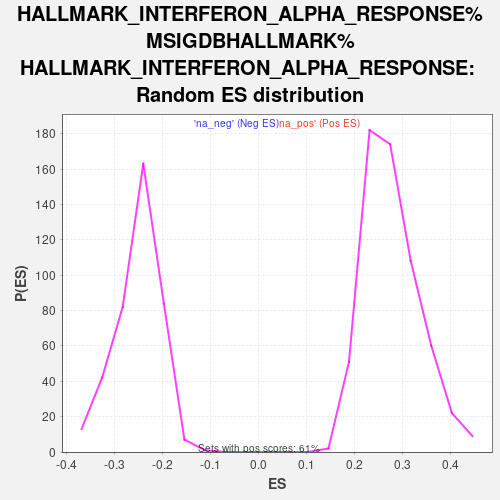 HALLMARK_INTERFERON_ALPHA_RESPONSE%
MSIGDBHALLMARK%
HALLMARK_INTERFERON_ALPHA_RESPONSE:
Random ES distribution
'na_neg' (Neg ES)na_pos' (Pos ES)
180
160
140
120
100
80
60
40
20
0
P(ES)
Sets with pos scores: 61%
-0.4 -0.3 -0.2 -0.1 0.0 0.1 0.2 0.3 0.4
ES